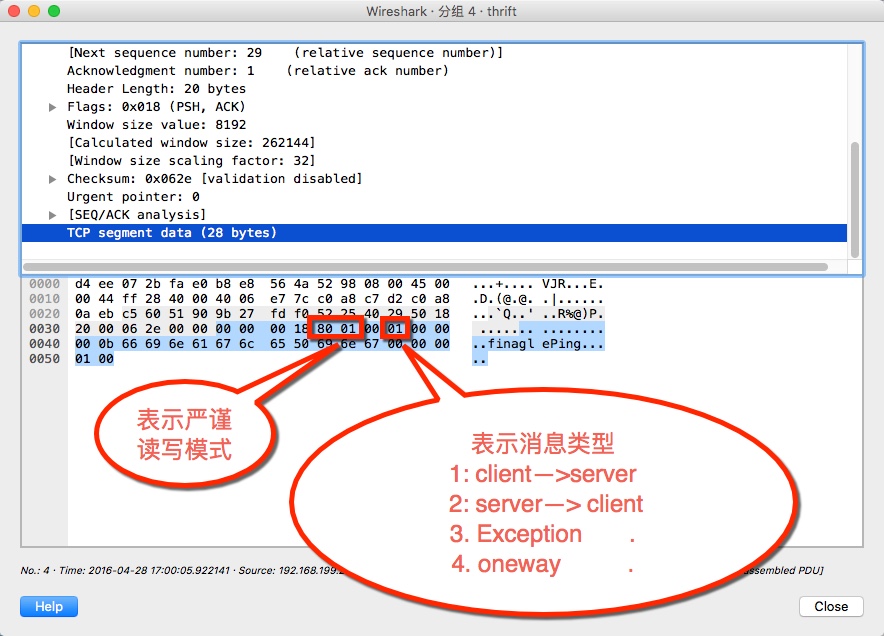 Wireshark · 分组 4 · thrift
[Next sequence number: 29    (relative sequence number)]
Acknowledgment number: 1    (relative ack number)
Header Length: 20 bytes
Flags: 0x018 (PSH, ACK)
Window size value: 8192
[Calculated window size: 262144]
[Window size scaling factor: 32]
Checksum: 0x062e [validation disabled]
Urgent pointer: 0
[SEQ/ACK analysis]
TCP segment data (28 bytes)
0000 d4 ee 07 2b fa e0 b8 e8 56 4a 52 98 08 00 45 00 ...+.... VJR...E.
0010 00 44 ff 28 40 00 40 06 e7 7c c0 a8 c7 d2 c0 a8 .D.(@.@. .|......
0020 0a eb c5 60 51 90 9b 27 fd f0 52 25 40 29 50 18 ...`Q..' ..R%@)P.
0030 20 00 06 2e 00 00 00 00 00 18 80 01 00 01 00 00 ........ ........
0040 00 0b 66 69 6e 61 67 6c 65 50 69 6e 67 00 00 00 ..finagl ePing...
0050 01 00 ..
表示严谨
读写模式
表示消息类型
1: client—>server
2: server—> client
3. Exception .
4. oneway .
No.: 4 · Time: 2016-04-28 17:00:05.922141 · Source: 192.168.199.2
assembled PDU]
Help
Close